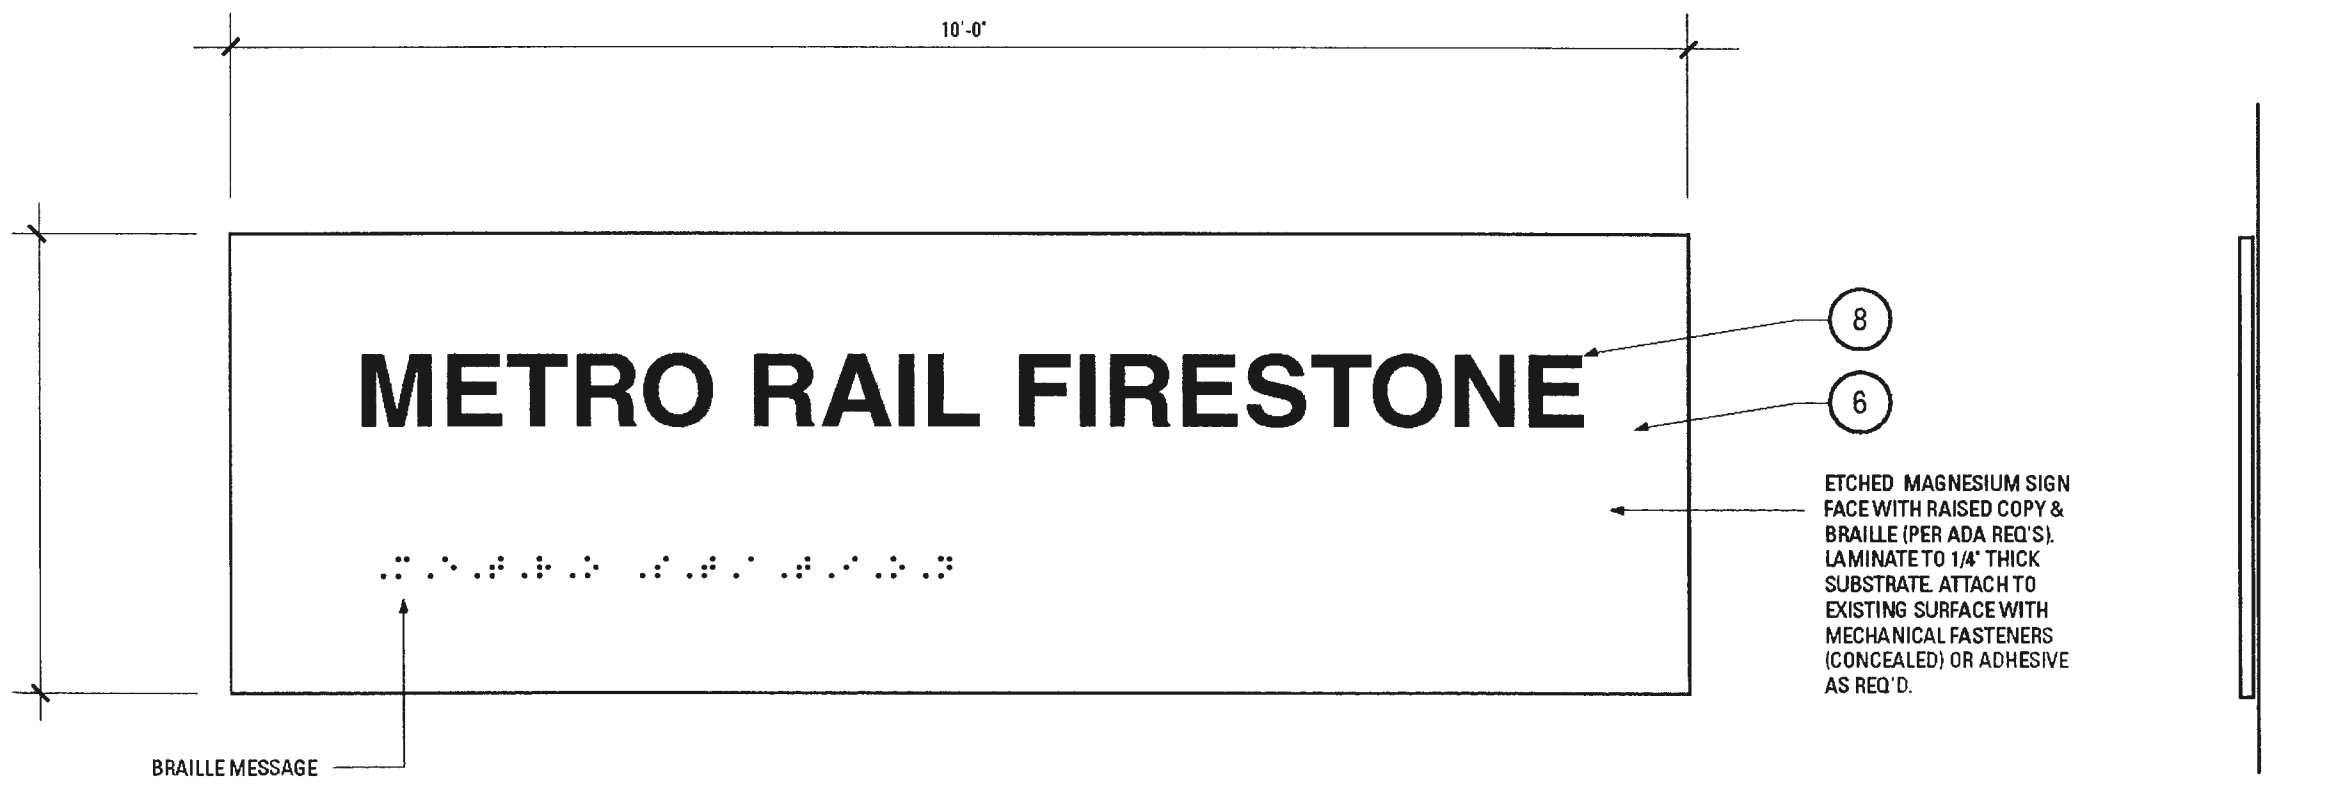 10'-0"
METRO RAIL FIRESTONE
8
6
ETCHED MAGNESIUM SIGN
FACE WITH RAISED COPY &
BRAILLE (PER ADA REQ'S).
LAMINATE TO 1/4" THICK
SUBSTRATE. ATTACH TO
EXISTING SURFACE WITH
MECHANICAL FASTENERS
(CONCEALED) OR ADHESIVE
AS REQ'D.
⠠⠍⠠⠑⠠⠞⠠⠗⠠⠕ ⠠⠎⠠⠞⠠⠁⠠⠞⠠⠊⠠⠕⠠⠝
BRAILLE MESSAGE